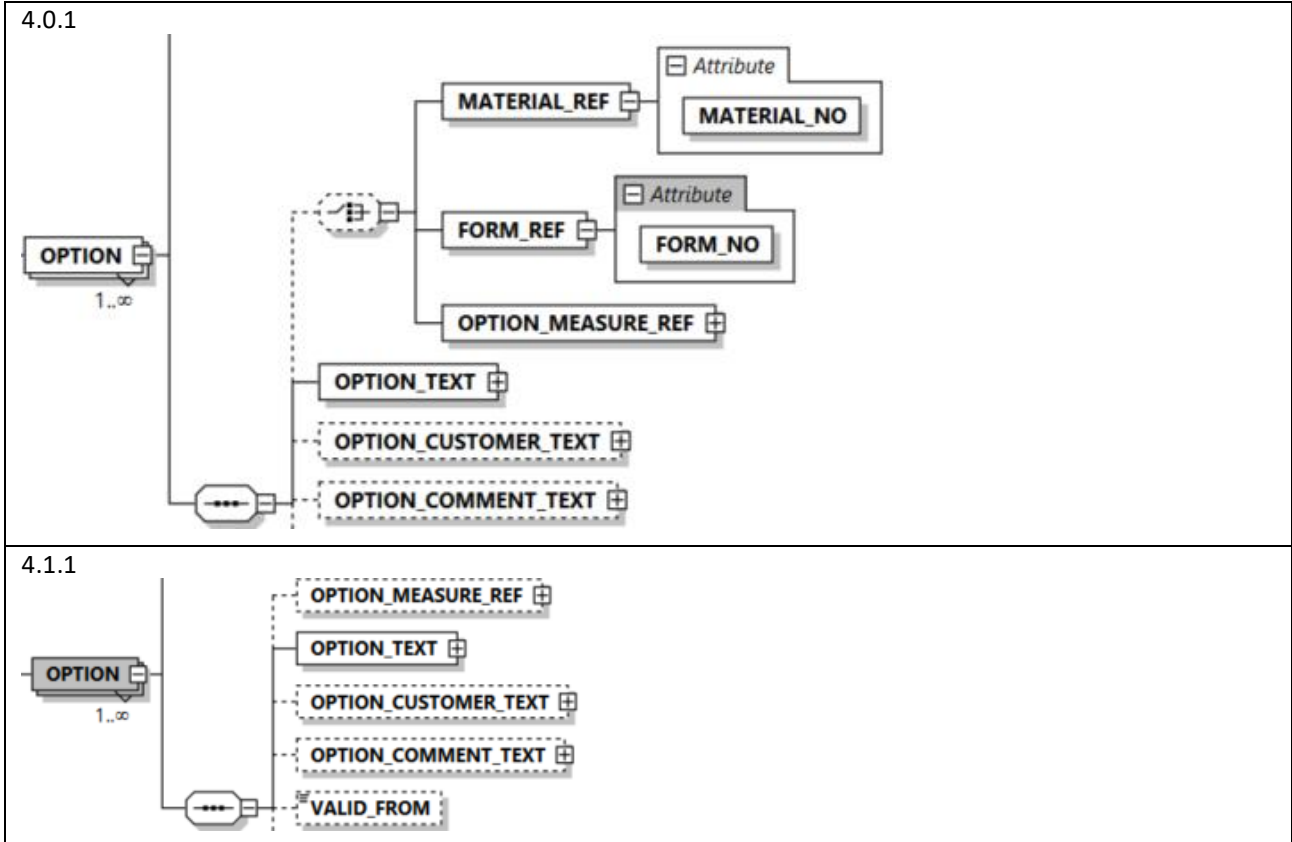 4.0.1
Attribute
MATERIAL_REF
MATERIAL_NO
Attribute
FORM_REF
FORM_NO
OPTION
1..∞
OPTION_MEASURE_REF
OPTION_TEXT
OPTION_CUSTOMER_TEXT
OPTION_COMMENT_TEXT
4.1.1
OPTION_MEASURE_REF
OPTION_TEXT
OPTION
1..∞
OPTION_CUSTOMER_TEXT
OPTION_COMMENT_TEXT
VALID_FROM